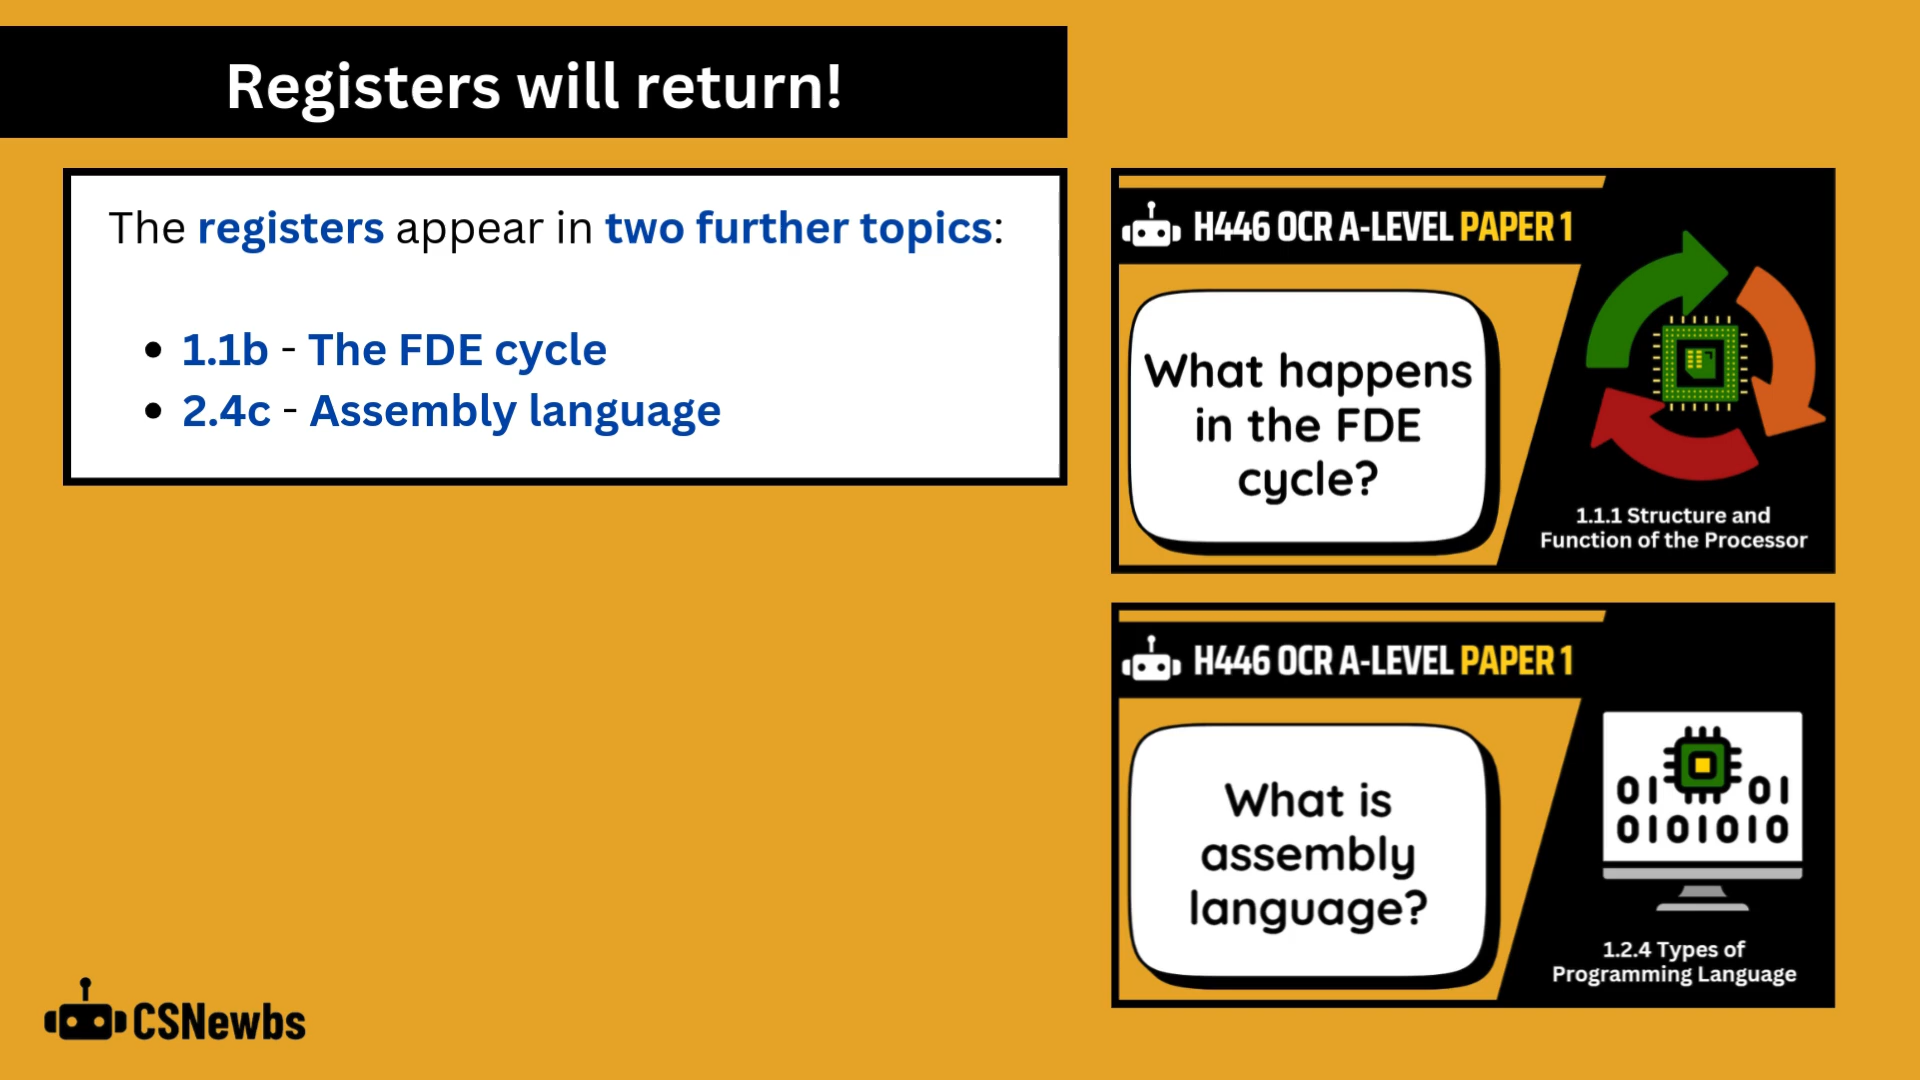 Registers will return!
The registers appear in two further topics:
• 1.1b - The FDE cycle
• 2.4c - Assembly language
H446 OCR A-LEVEL PAPER 1
What happens
in the FDE
cycle?
1.1.1 Structure and
Function of the Processor
H446 OCR A-LEVEL PAPER 1
What is
assembly
language?
01 01
0101010
1.2.4 Types of
Programming Language
CSNewbs